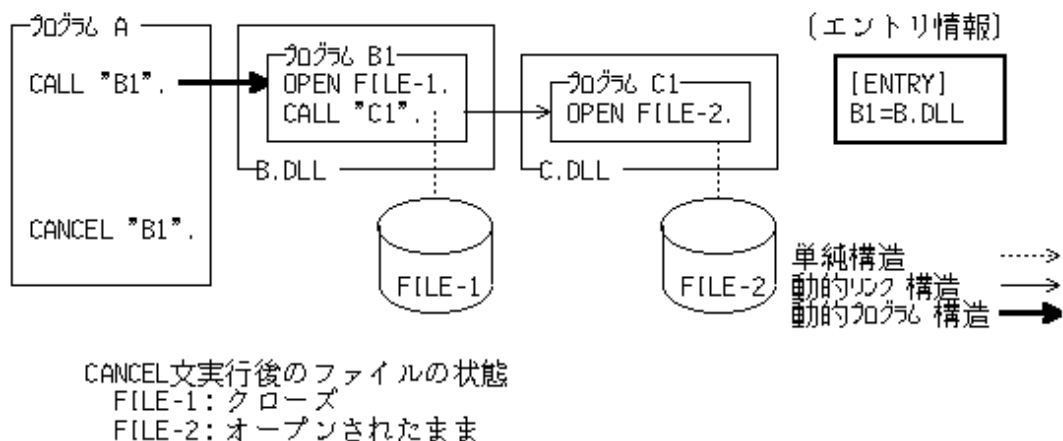 プログラム A
CALL "B1".
CANCEL "B1".
プログラム B1
OPEN FILE-1.
CALL "C1".
B.DLL
プログラム C1
OPEN FILE-2.
C.DLL
〔エントリ情報〕
[ENTRY]
B1=B.DLL
FILE-1
FILE-2
単純構造
動的リンク 構造
動的プログラム 構造
CANCEL文実行後のファイルの状態
FILE-1: クローズ
FILE-2: オープンされたまま